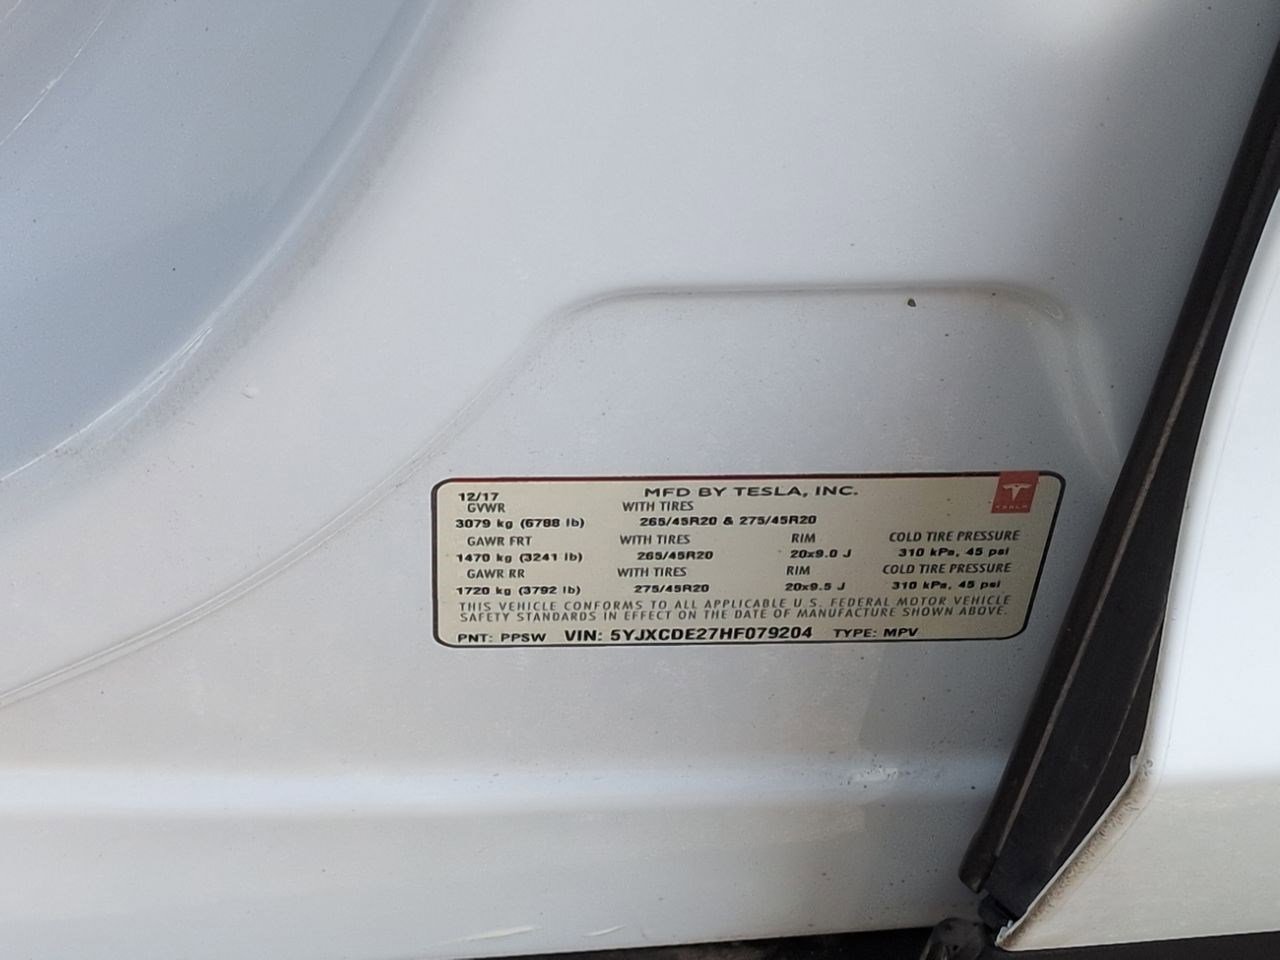 12/17 MFD BY TESLA, INC.
GVWR WITH TIRES
3079 kg (6788 lb) 265/45R20 & 275/45R20
GAWR FRT WITH TIRES RIM COLD TIRE PRESSURE
1470 kg (3241 lb) 265/45R20 20x9.0 J 310 kPa, 45 psi
GAWR RR WITH TIRES RIM COLD TIRE PRESSURE
1720 kg (3792 lb) 275/45R20 20x9.5 J 310 kPa, 45 psi
THIS VEHICLE CONFORMS TO ALL APPLICABLE U.S. FEDERAL MOTOR VEHICLE
SAFETY STANDARDS IN EFFECT ON THE DATE OF MANUFACTURE SHOWN ABOVE.
PNT: PPSW VIN: 5YJXCDE27HF079204 TYPE: MPV
TESLA